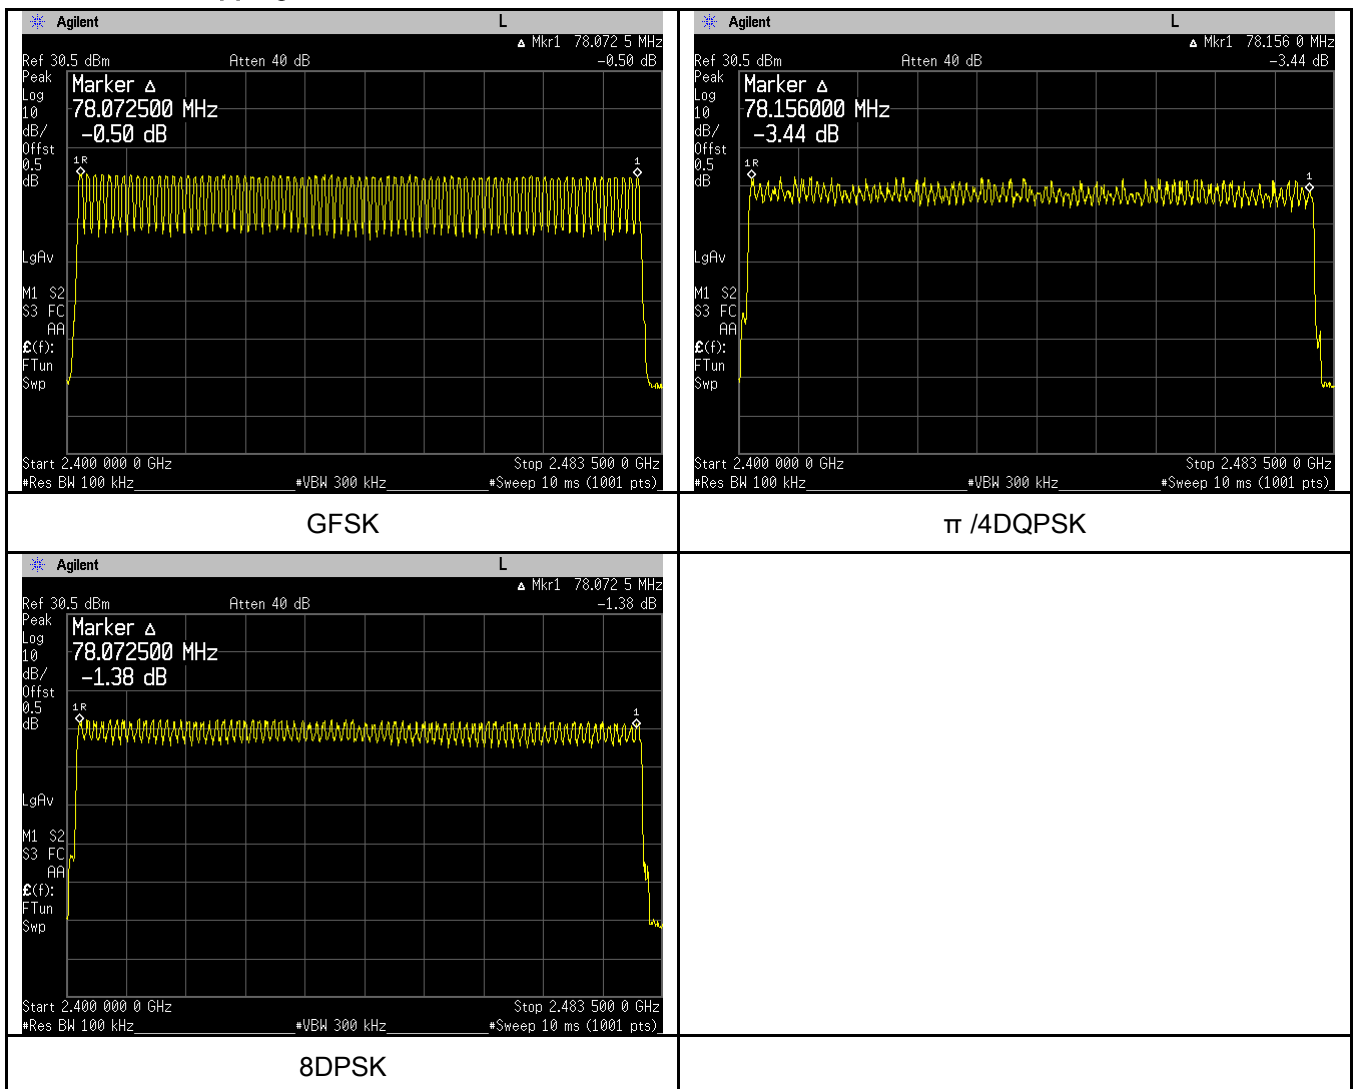 Agilent L
Δ Mkr1 78.072 5 MHz
Ref 30.5 dBm Atten 40 dB -0.50 dB
Peak
Log
10
dB/
Offst
0.5
dB
Marker Δ
78.072500 MHz
-0.50 dB
1R
1
LgAv
M1 S2
S3 FC
AA
£(f):
FTun
Swp
Start 2.400 000 0 GHz Stop 2.483 500 0 GHz
#Res BW 100 kHz #VBW 300 kHz #Sweep 10 ms (1001 pts)
GFSK
Agilent L
Δ Mkr1 78.156 0 MHz
Ref 30.5 dBm Atten 40 dB -3.44 dB
Peak
Log
10
dB/
Offst
0.5
dB
Marker Δ
78.156000 MHz
-3.44 dB
1R
1
LgAv
M1 S2
S3 FC
AA
£(f):
FTun
Swp
Start 2.400 000 0 GHz Stop 2.483 500 0 GHz
#Res BW 100 kHz #VBW 300 kHz #Sweep 10 ms (1001 pts)
π /4DQPSK
Agilent L
Δ Mkr1 78.072 5 MHz
Ref 30.5 dBm Atten 40 dB -1.38 dB
Peak
Log
10
dB/
Offst
0.5
dB
Marker Δ
78.072500 MHz
-1.38 dB
1R
1
LgAv
M1 S2
S3 FC
AA
£(f):
FTun
Swp
Start 2.400 000 0 GHz Stop 2.483 500 0 GHz
#Res BW 100 kHz #VBW 300 kHz #Sweep 10 ms (1001 pts)
8DPSK